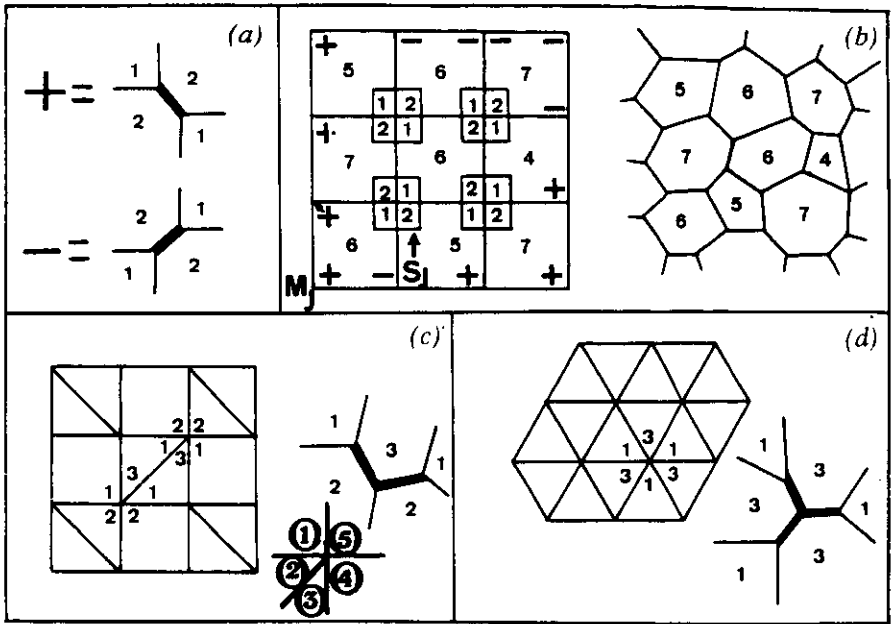 (a)
+ =
1 2
2 1
− =
2 1
1 2
(b)
+ − − − −
5 6 7
1 2 1 2 −
2 1 2 1
+
7 6 4
2 1 2 1 +
+ 1 2 1 2
6 5 7
+ − S_j + +
M_j
5 6 7
7 6 4
6 5 7
(c)
2 2
1 3 1
3
1 1
2 2
1 3 1
2 2
① ⑤
② ④
③
(d)
3
1 1
3 3
1
1 3
3 1
1 3